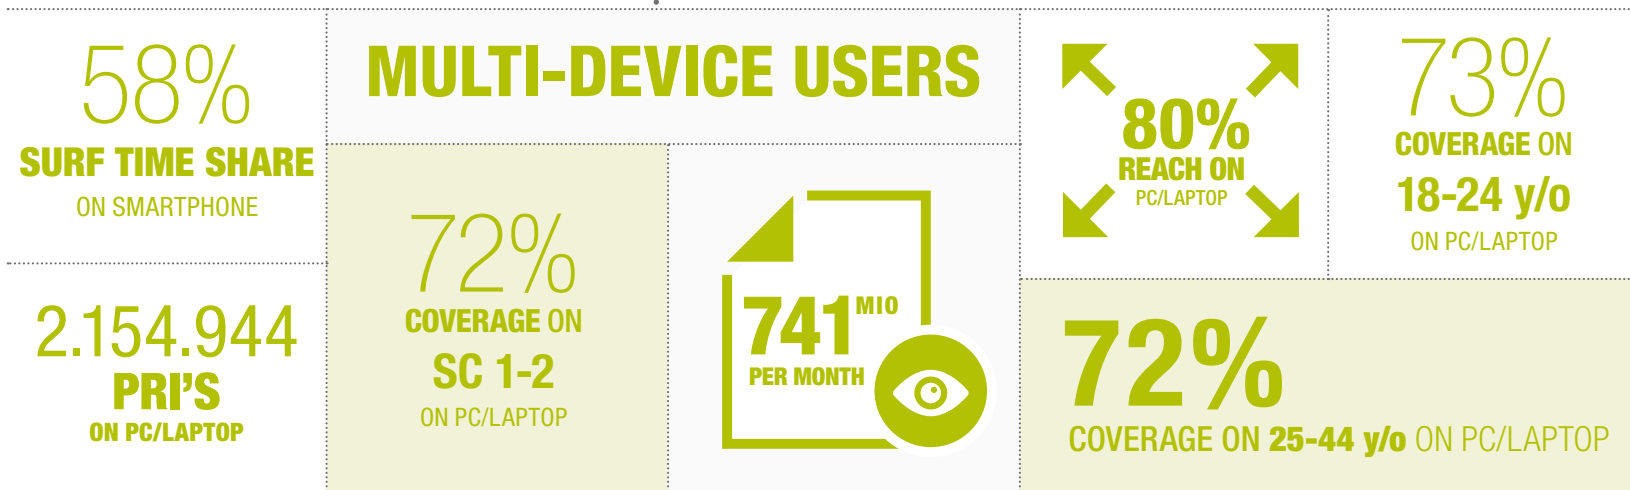 58%
SURF TIME SHARE
ON SMARTPHONE
2.154.944
PRI'S
ON PC/LAPTOP
MULTI-DEVICE USERS
72%
COVERAGE ON
SC 1-2
ON PC/LAPTOP
741 MIO
PER MONTH
80%
REACH ON
PC/LAPTOP
73%
COVERAGE ON
18-24 y/o
ON PC/LAPTOP
72%
COVERAGE ON 25-44 y/o ON PC/LAPTOP